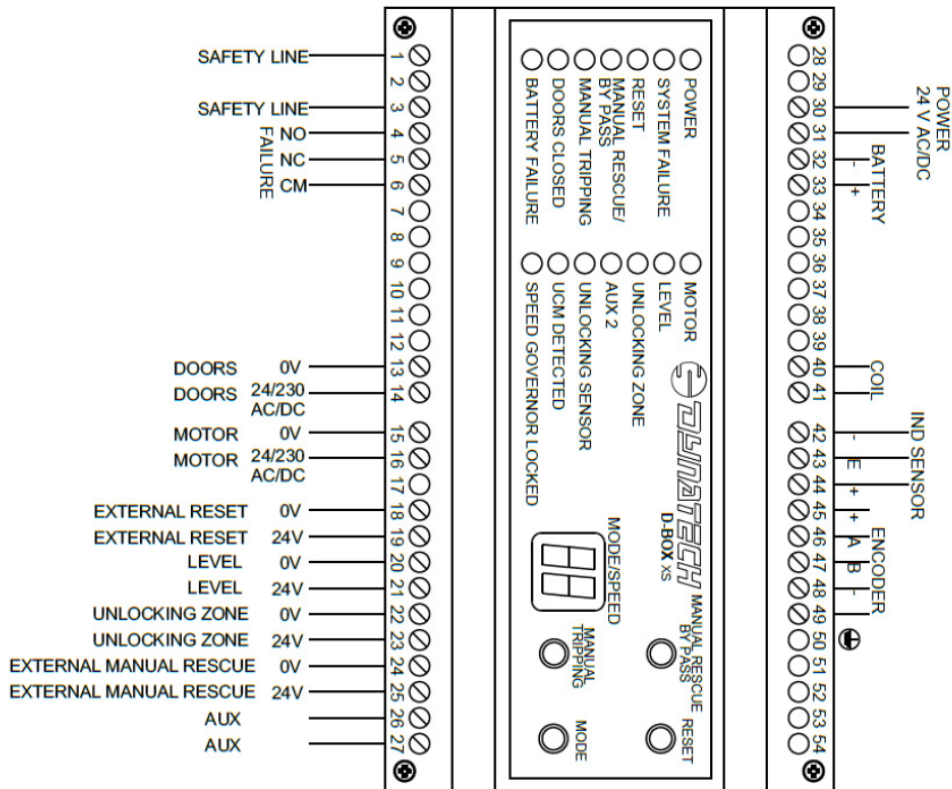 SAFETY LINE 1
2
SAFETY LINE 3
FAILURE
NO 4
NC 5
CM 6
7
8
9
10
11
12
DOORS 0V 13
DOORS 24/230 14
AC/DC
MOTOR 0V 15
MOTOR 24/230 16
AC/DC
17
EXTERNAL RESET 0V 18
EXTERNAL RESET 24V 19
LEVEL 0V 20
LEVEL 24V 21
UNLOCKING ZONE 0V 22
UNLOCKING ZONE 24V 23
EXTERNAL MANUAL RESCUE 0V 24
EXTERNAL MANUAL RESCUE 24V 25
AUX 26
AUX 27
POWER
SYSTEM FAILURE
RESET
MANUAL RESCUE/
BY PASS
MANUAL TRIPPING
DOORS CLOSED
BATTERY FAILURE
MOTOR
LEVEL
UNLOCKING ZONE
AUX 2
UNLOCKING SENSOR
UCM DETECTED
SPEED GOVERNOR LOCKED
DYNATECH
D-BOX XS
MODE/SPEED
MANUAL RESCUE
BY PASS
MANUAL
TRIPPING
RESET
MODE
28
29
30
31
POWER
24 V AC/DC
32 -
33 +
BATTERY
34
35
36
37
38
39
40
41
COIL
42 -
43 E
44 +
IND SENSOR
45 +
46 A
47 B
48 -
49
ENCODER
50
51
52
53
54